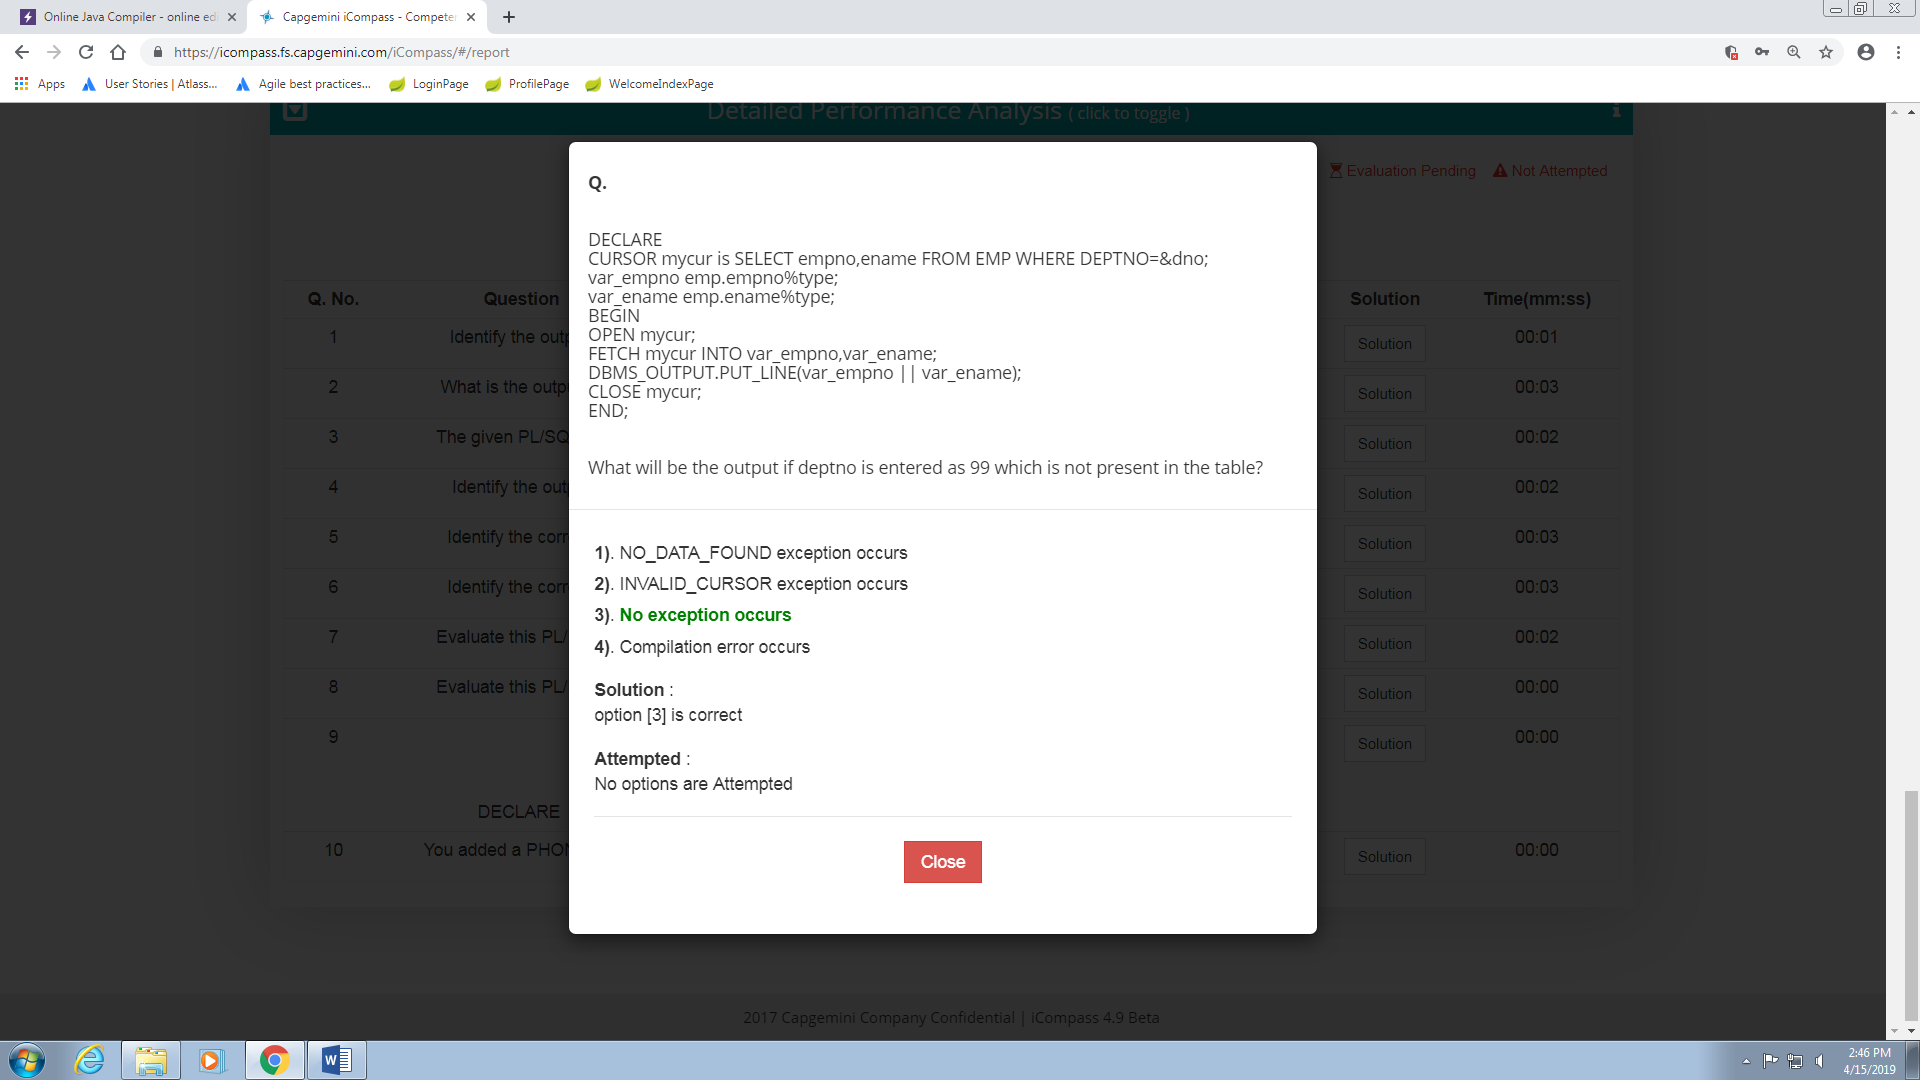 Online Java Compiler - online ed
Capgemini iCompass - Competen
https://icompass.fs.capgemini.com/iCompass/#/report
Apps
User Stories | Atlass...
Agile best practices...
LoginPage
ProfilePage
WelcomeIndexPage
Detailed Performance Analysis ( click to toggle )
Evaluation Pending
Not Attempted
Q.
DECLARE
CURSOR mycur is SELECT empno,ename FROM EMP WHERE DEPTNO=&dno;
var_empno emp.empno%type;
var_ename emp.ename%type;
BEGIN
OPEN mycur;
FETCH mycur INTO var_empno,var_ename;
DBMS_OUTPUT.PUT_LINE(var_empno || var_ename);
CLOSE mycur;
END;
What will be the output if deptno is entered as 99 which is not present in the table?
1). NO_DATA_FOUND exception occurs
2). INVALID_CURSOR exception occurs
3). No exception occurs
4). Compilation error occurs
Solution :
option [3] is correct
Attempted :
No options are Attempted
Close
Q. No. Question Solution Time(mm:ss)
1 Identify the outp Solution 00:01
2 What is the outp Solution 00:03
3 The given PL/SQ Solution 00:02
4 Identify the out Solution 00:02
5 Identify the corr Solution 00:03
6 Identify the corr Solution 00:03
7 Evaluate this PL/ Solution 00:02
8 Evaluate this PL/ Solution 00:00
9 Solution 00:00
DECLARE
10 You added a PHO Solution 00:00
2017 Capgemini Company Confidential | iCompass 4.9 Beta
2:46 PM
4/15/2019